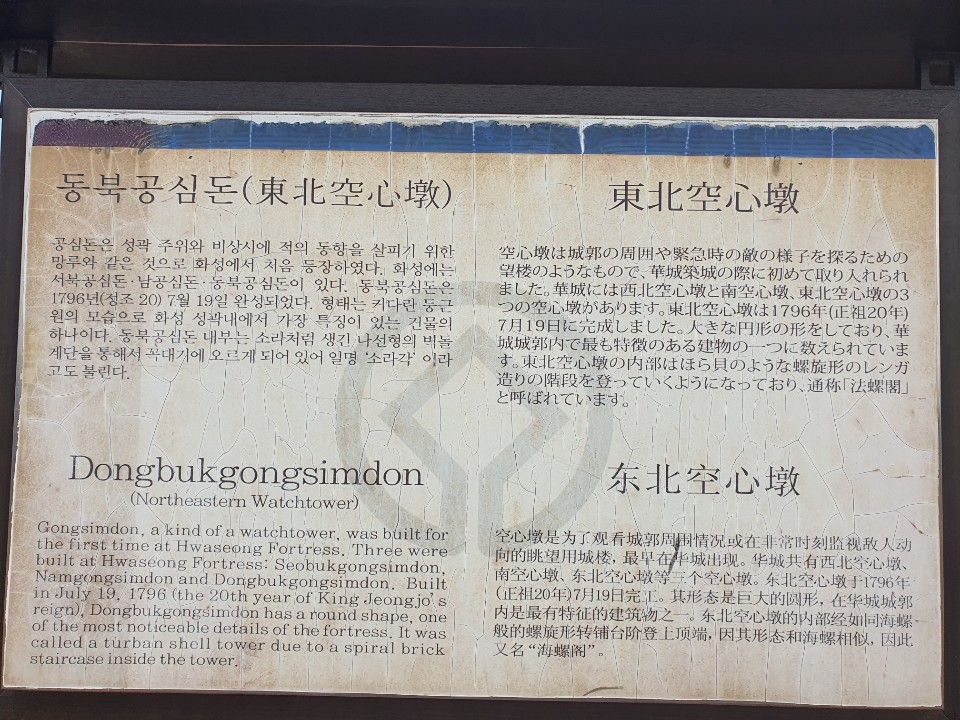 동북공심돈(東北空心墩)
공심돈은 성곽 주위와 비상시에 적의 동향을 살피기 위한
망루와 같은 것으로 화성에서 처음 등장하였다. 화성에는
서북공심돈·남공심돈·동북공심돈이 있다. 동북공심돈은
1796년(정조 20) 7월 19일 완성되었다. 형태는 커다란 둥근
원의 모습으로 화성 성곽내에서 가장 특징이 있는 건물의
하나이다. 동북공심돈 내부는 소라처럼 생긴 나선형의 벽돌
계단을 통해서 꼭대기에 오르게 되어 있어 일명 '소라각' 이라
고도 불린다.
東北空心墩
空心墩は城郭の周囲や緊急時の敵の様子を探るための
望楼のようなもので、華城築城の際に初めて取り入れられ
ました。華城には西北空心墩と南空心墩、東北空心墩の3
つの空心墩があります。東北空心墩は1796年(正祖20年)
7月19日に完成しました。大きな円形の形をしており、華
城城郭内で最も特徴のある建物の一つに数えられていま
す。東北空心墩の内部はほら貝のような螺旋形のレンガ
造りの階段を登っていくようになっており、通称「法螺閣」
と呼ばれています。
Dongbukgongsimdon
(Northeastern Watchtower)
Gongsimdon, a kind of a watchtower, was built for
the first time at Hwaseong Fortress. Three were
built at Hwaseong Fortress: Seobukgongsimdon,
Namgongsimdon and Dongbukgongsimdon. Built
in July 19, 1796 (the 20th year of King Jeongjo's
reign), Dongbukgongsimdon has a round shape, one
of the most noticeable details of the fortress. It was
called a turban shell tower due to a spiral brick
staircase inside the tower.
东北空心墩
空心墩是为了观看城郭周围情况或在非常时刻监视敌人动
向的眺望用城楼，最早在华城出现。华城共有西北空心墩、
南空心墩、东北空心墩等三个空心墩。东北空心墩于1796年
(正祖20年)7月19日完工。其形态是巨大的圆形，在华城城郭
内是最有特征的建筑物之一。东北空心墩的内部经如同海螺
般的螺旋形转铺台阶登上顶端，因其形态和海螺相似，因此
又名“海螺阁”。